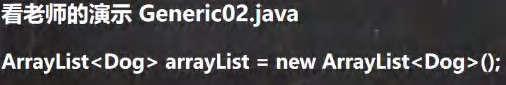 看老师的演示 Generic02.java
ArrayList<Dog> arrayList = new ArrayList<Dog>();